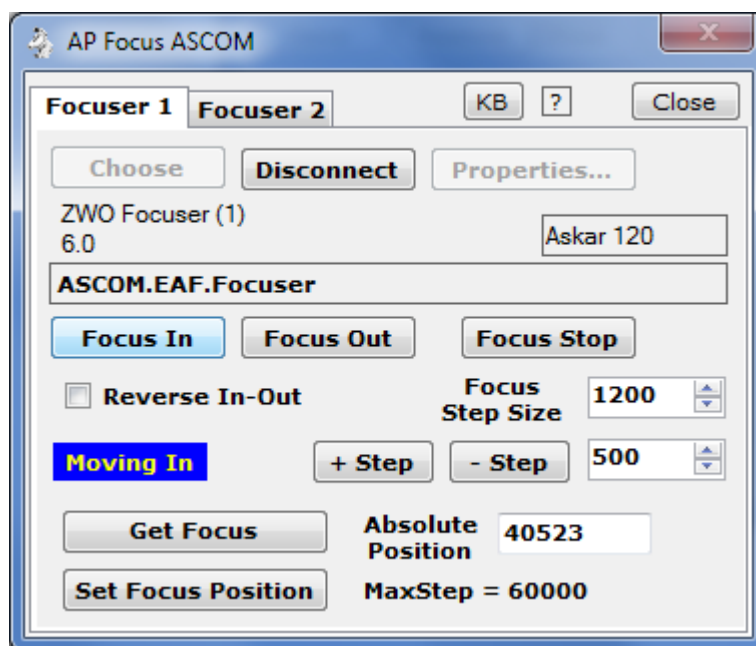 AP Focus ASCOM
Focuser 1 Focuser 2 KB ? Close
Choose Disconnect Properties...
ZWO Focuser (1)
6.0
Askar 120
ASCOM.EAF.Focuser
Focus In Focus Out Focus Stop
Reverse In-Out
Focus
Step Size
1200
Moving In + Step - Step 500
Get Focus
Absolute
Position
40523
Set Focus Position MaxStep = 60000